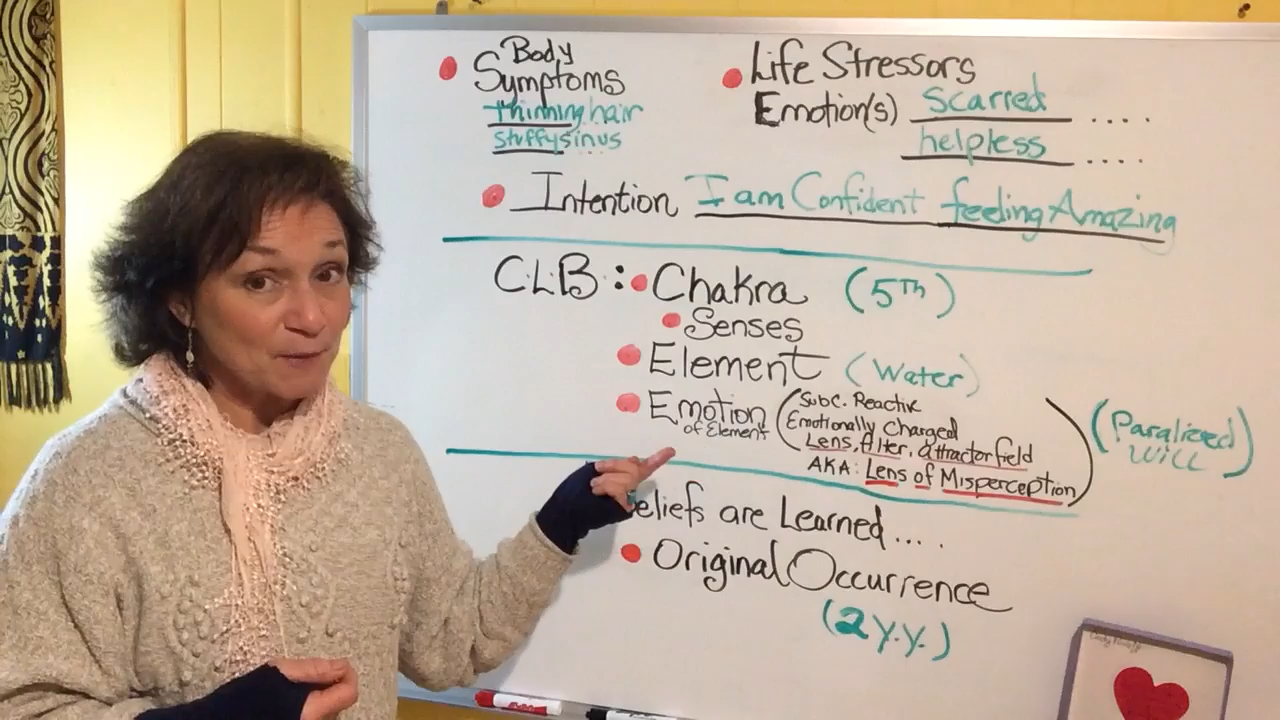 Body
Symptoms
thinning hair
stuffy sinus
Life Stressors
Emotion(s) Scarred ....
helpless ....
Intention I am Confident feeling Amazing
CLB: Chakra (5TH)
Senses
Element (Water)
Emotion
of Element
(Subc. Reactive
Emotionally Charged
Lens, filter, attractor field
AKA: Lens of Misperception)
(Paralized
Will)
eliefs are Learned....
Original Occurrence
(2 y.y.)